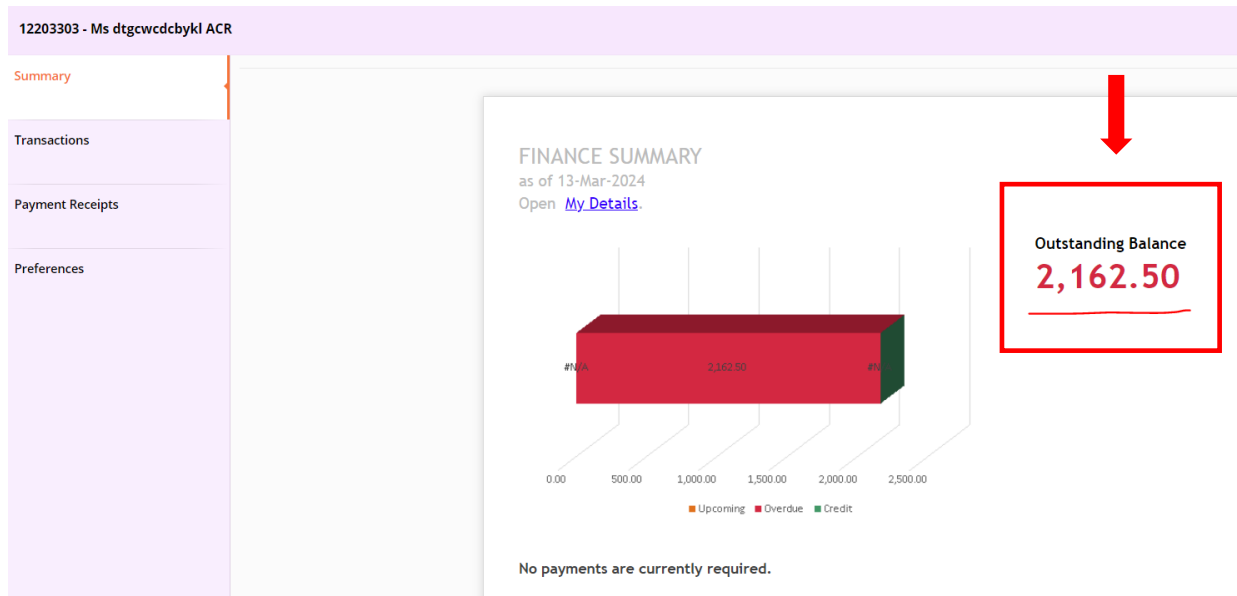 12203303 - Ms dtgcwcdcbykl ACR
Summary
Transactions
Payment Receipts
Preferences
FINANCE SUMMARY
as of 13-Mar-2024
Open My Details.
Outstanding Balance
2,162.50
#N/A 2,162.50 #N
0.00 500.00 1,000.00 1,500.00 2,000.00 2,500.00
Upcoming Overdue Credit
No payments are currently required.